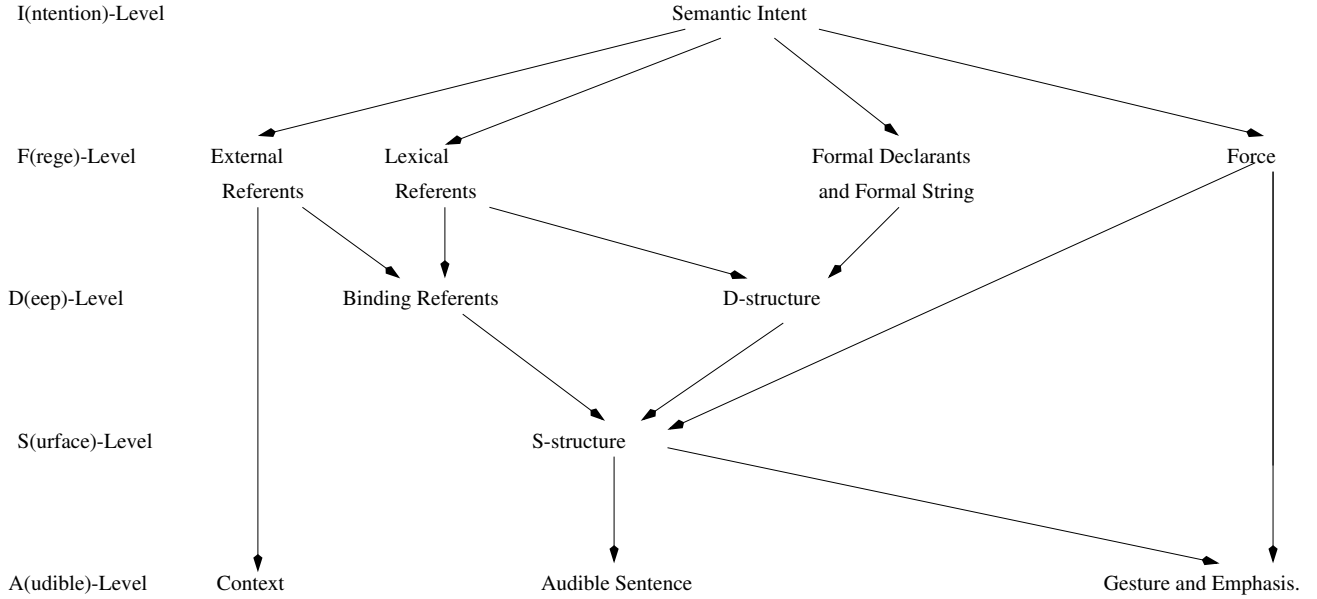 I(ntention)-Level Semantic Intent
F(rege)-Level External Lexical Formal Declarants Force
Referents Referents and Formal String
D(eep)-Level Binding Referents D-structure
S(urface)-Level S-structure
A(udible)-Level Context Audible Sentence Gesture and Emphasis.